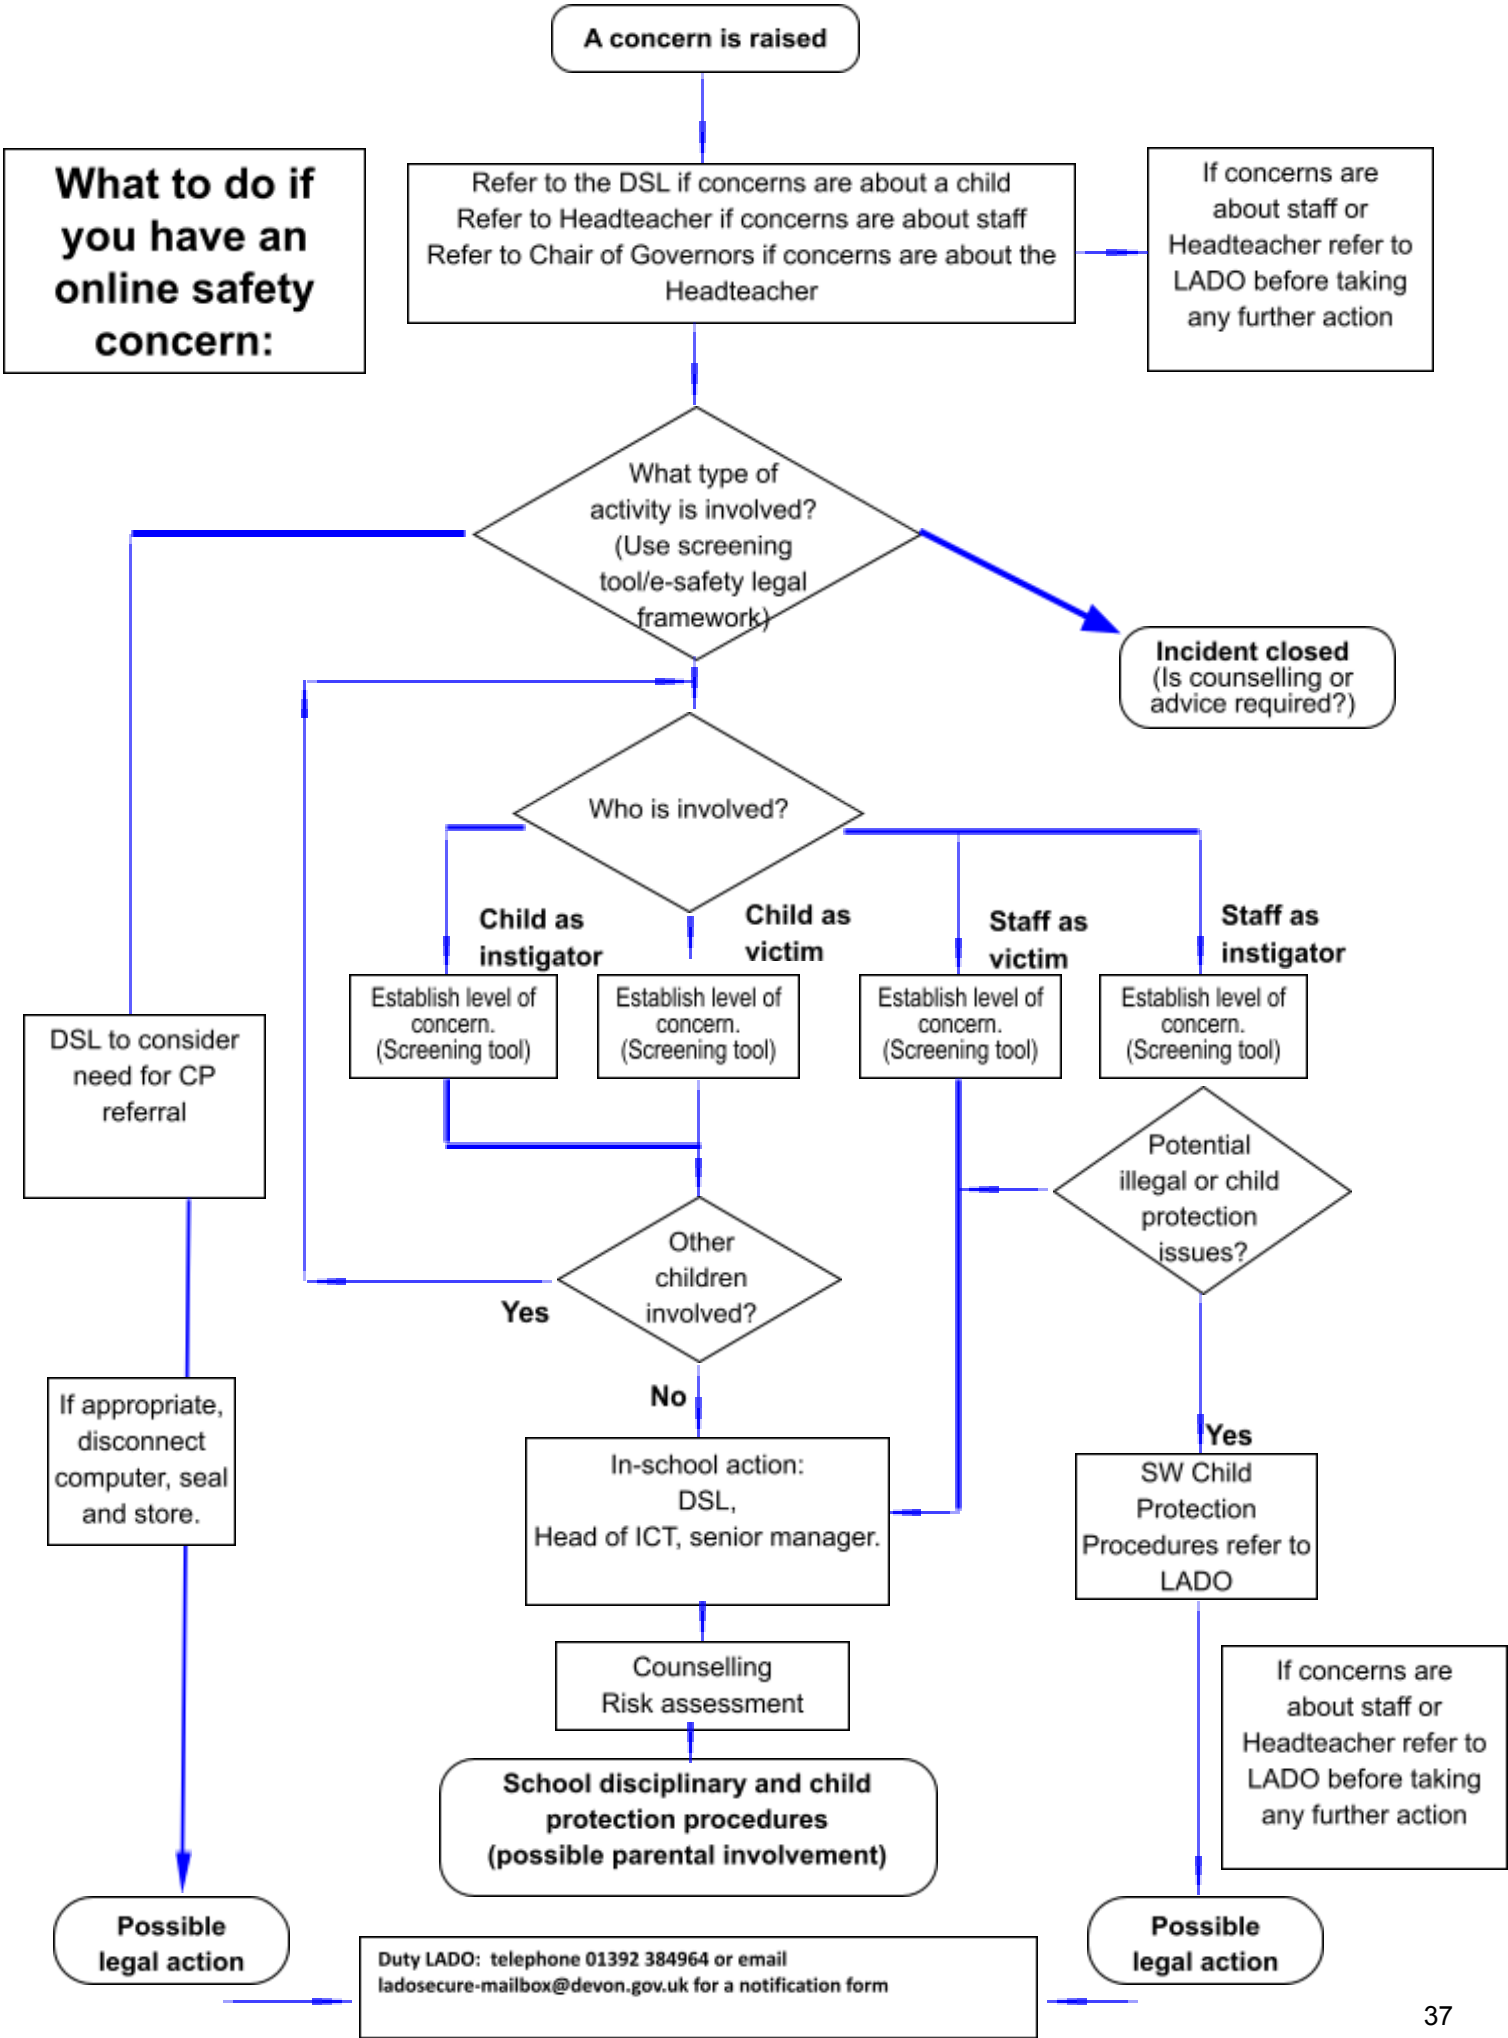 A concern is raised
What to do if
you have an
online safety
concern:
Refer to the DSL if concerns are about a child
Refer to Headteacher if concerns are about staff
Refer to Chair of Governors if concerns are about the
Headteacher
If concerns are
about staff or
Headteacher refer to
LADO before taking
any further action
What type of
activity is involved?
(Use screening
tool/e-safety legal
framework)
Incident closed
(Is counselling or
advice required?)
Who is involved?
Child as
instigator
Child as
victim
Staff as
victim
Staff as
instigator
Establish level of
concern.
(Screening tool)
Establish level of
concern.
(Screening tool)
Establish level of
concern.
(Screening tool)
Establish level of
concern.
(Screening tool)
DSL to consider
need for CP
referral
Potential
illegal or child
protection
issues?
Other
children
involved?
Yes
No
If appropriate,
disconnect
computer, seal
and store.
In-school action:
DSL,
Head of ICT, senior manager.
Yes
SW Child
Protection
Procedures refer to
LADO
Counselling
Risk assessment
If concerns are
about staff or
Headteacher refer to
LADO before taking
any further action
School disciplinary and child
protection procedures
(possible parental involvement)
Possible
legal action
Possible
legal action
Duty LADO:  telephone 01392 384964 or email
ladosecure-mailbox@devon.gov.uk for a notification form
37